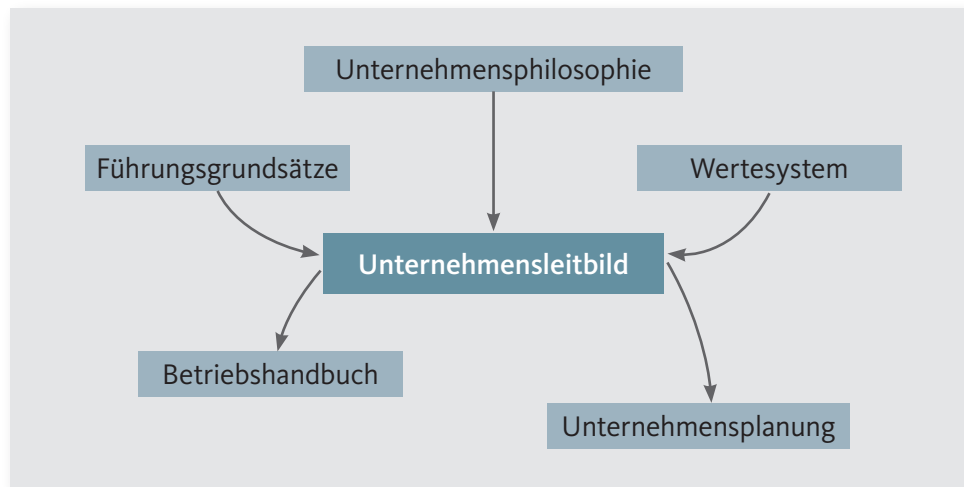 Unternehmensphilosophie
Führungsgrundsätze
Wertesystem
Unternehmensleitbild
Betriebshandbuch
Unternehmensplanung